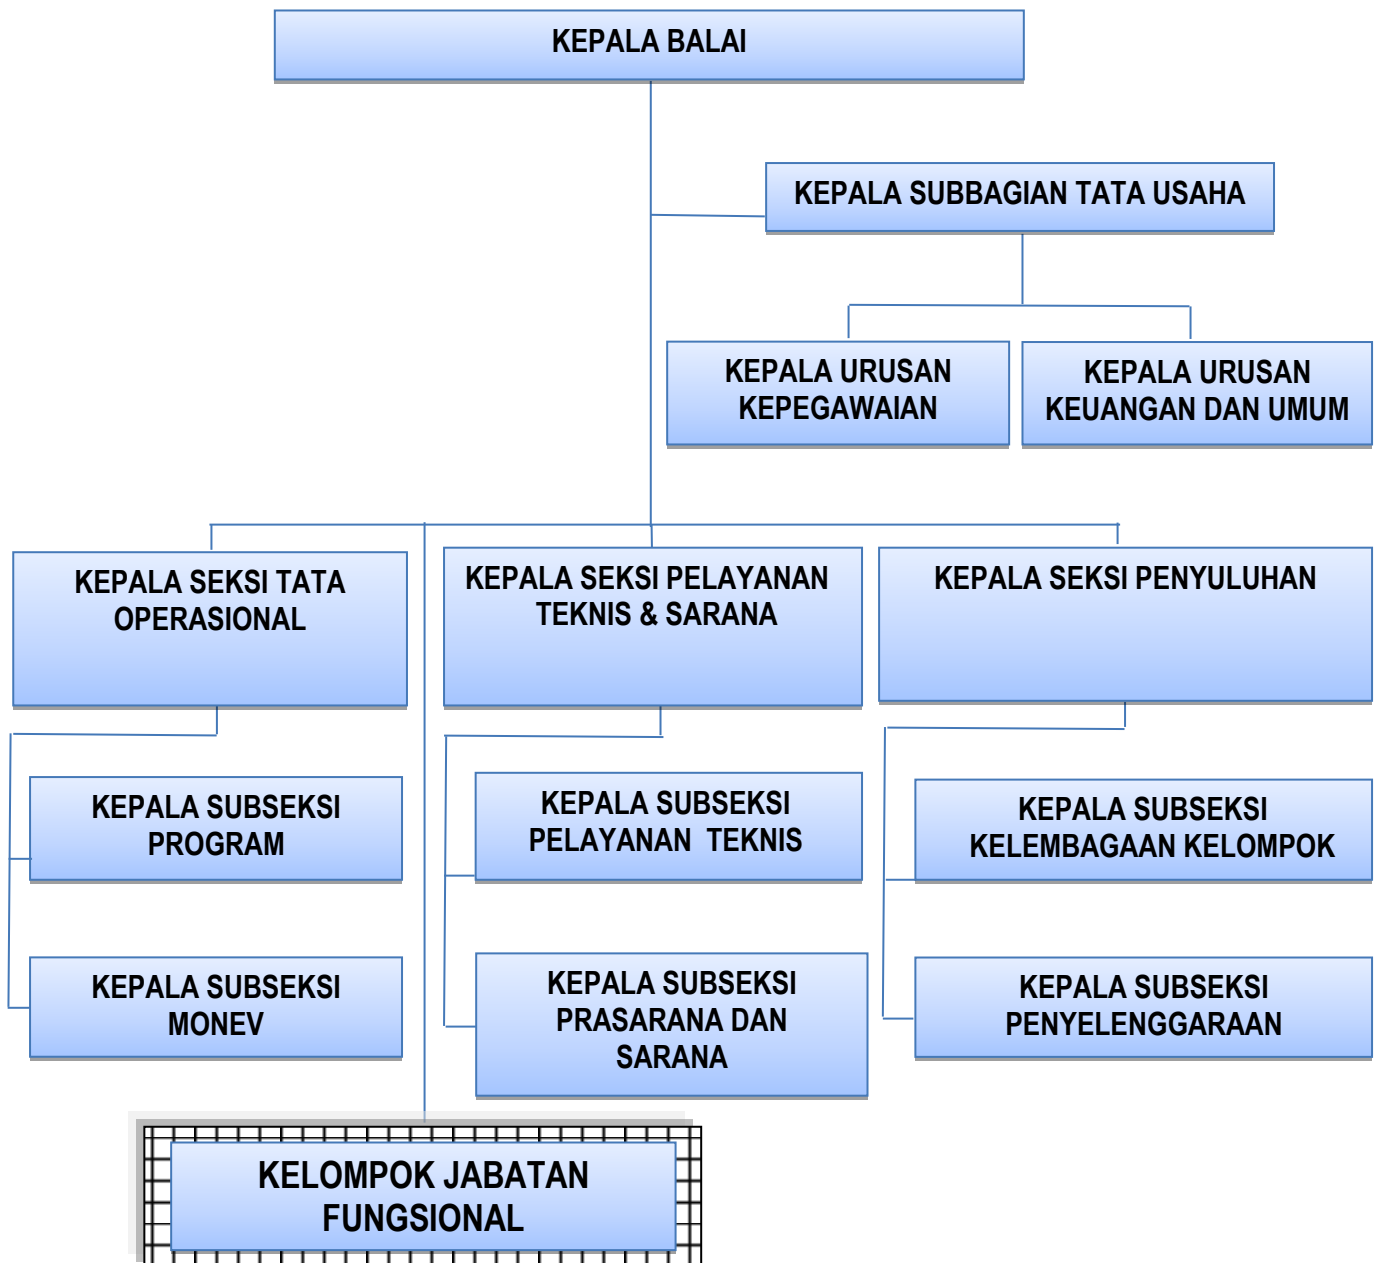 KEPALA BALAI
KEPALA SUBBAGIAN TATA USAHA
KEPALA URUSAN
KEPEGAWAIAN
KEPALA URUSAN
KEUANGAN DAN UMUM
KEPALA SEKSI TATA
OPERASIONAL
KEPALA SEKSI PELAYANAN
TEKNIS & SARANA
KEPALA SEKSI PENYULUHAN
KEPALA SUBSEKSI
PROGRAM
KEPALA SUBSEKSI
PELAYANAN  TEKNIS
KEPALA SUBSEKSI
KELEMBAGAAN KELOMPOK
KEPALA SUBSEKSI
MONEV
KEPALA SUBSEKSI
PRASARANA DAN
SARANA
KEPALA SUBSEKSI
PENYELENGGARAAN
KELOMPOK JABATAN
FUNGSIONAL